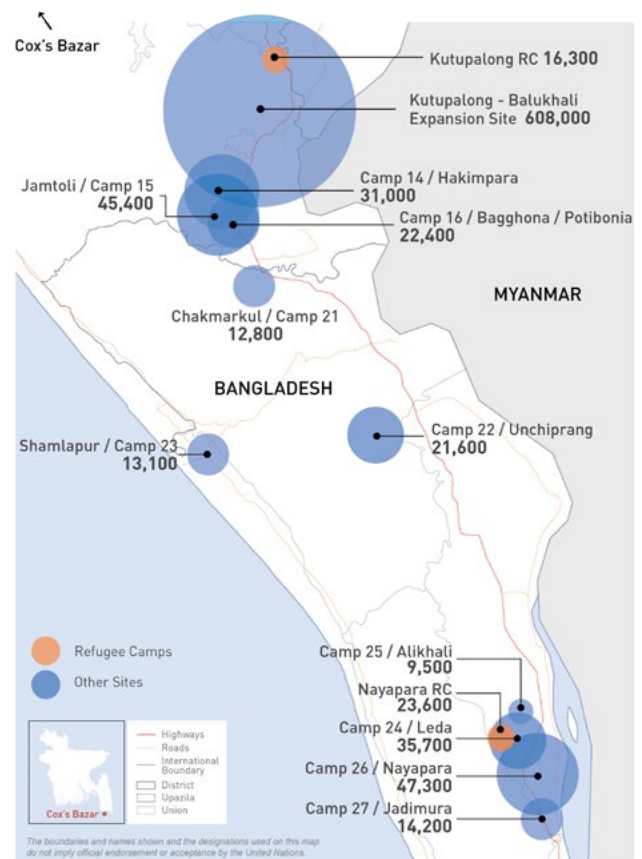 Cox's Bazar
Kutupalong RC 16,300
Kutupalong - Balukhali
Expansion Site 608,000
Jamtoli / Camp 15
45,400
Camp 14 / Hakimpara
31,000
Camp 16 / Bagghona / Potibonia
22,400
MYANMAR
Chakmarkul / Camp 21
12,800
BANGLADESH
Shamlapur / Camp 23
13,100
Camp 22 / Unchiprang
21,600
Camp 25 / Alikhali
9,500
Nayapara RC
23,600
Camp 24 / Leda
35,700
Camp 26 / Nayapara
47,300
Camp 27 / Jadimura
14,200
Refugee Camps
Other Sites
Highways
Roads
International
Boundary
District
Upazila
Union
Cox's Bazar
The boundaries and names shown and the designations used on this map
do not imply official endorsement or acceptance by the United Nations.